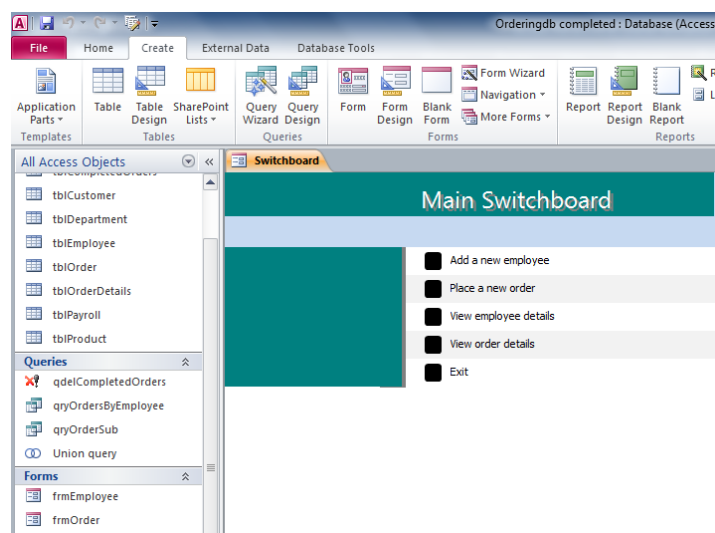 Orderingdb completed : Database (Access
File Home Create External Data Database Tools
Application Parts
Table
Table Design
SharePoint Lists
Query Wizard
Query Design
Form
Form Design
Blank Form
Form Wizard
Navigation
More Forms
Report
Report Design
Blank Report
Templates Tables Queries Forms Reports
All Access Objects
tblCompletedOrders
tblCustomer
tblDepartment
tblEmployee
tblOrder
tblOrderDetails
tblPayroll
tblProduct
Queries
qdelCompletedOrders
qryOrdersByEmployee
qryOrderSub
Union query
Forms
frmEmployee
frmOrder
Switchboard
Main Switchboard
Add a new employee
Place a new order
View employee details
View order details
Exit